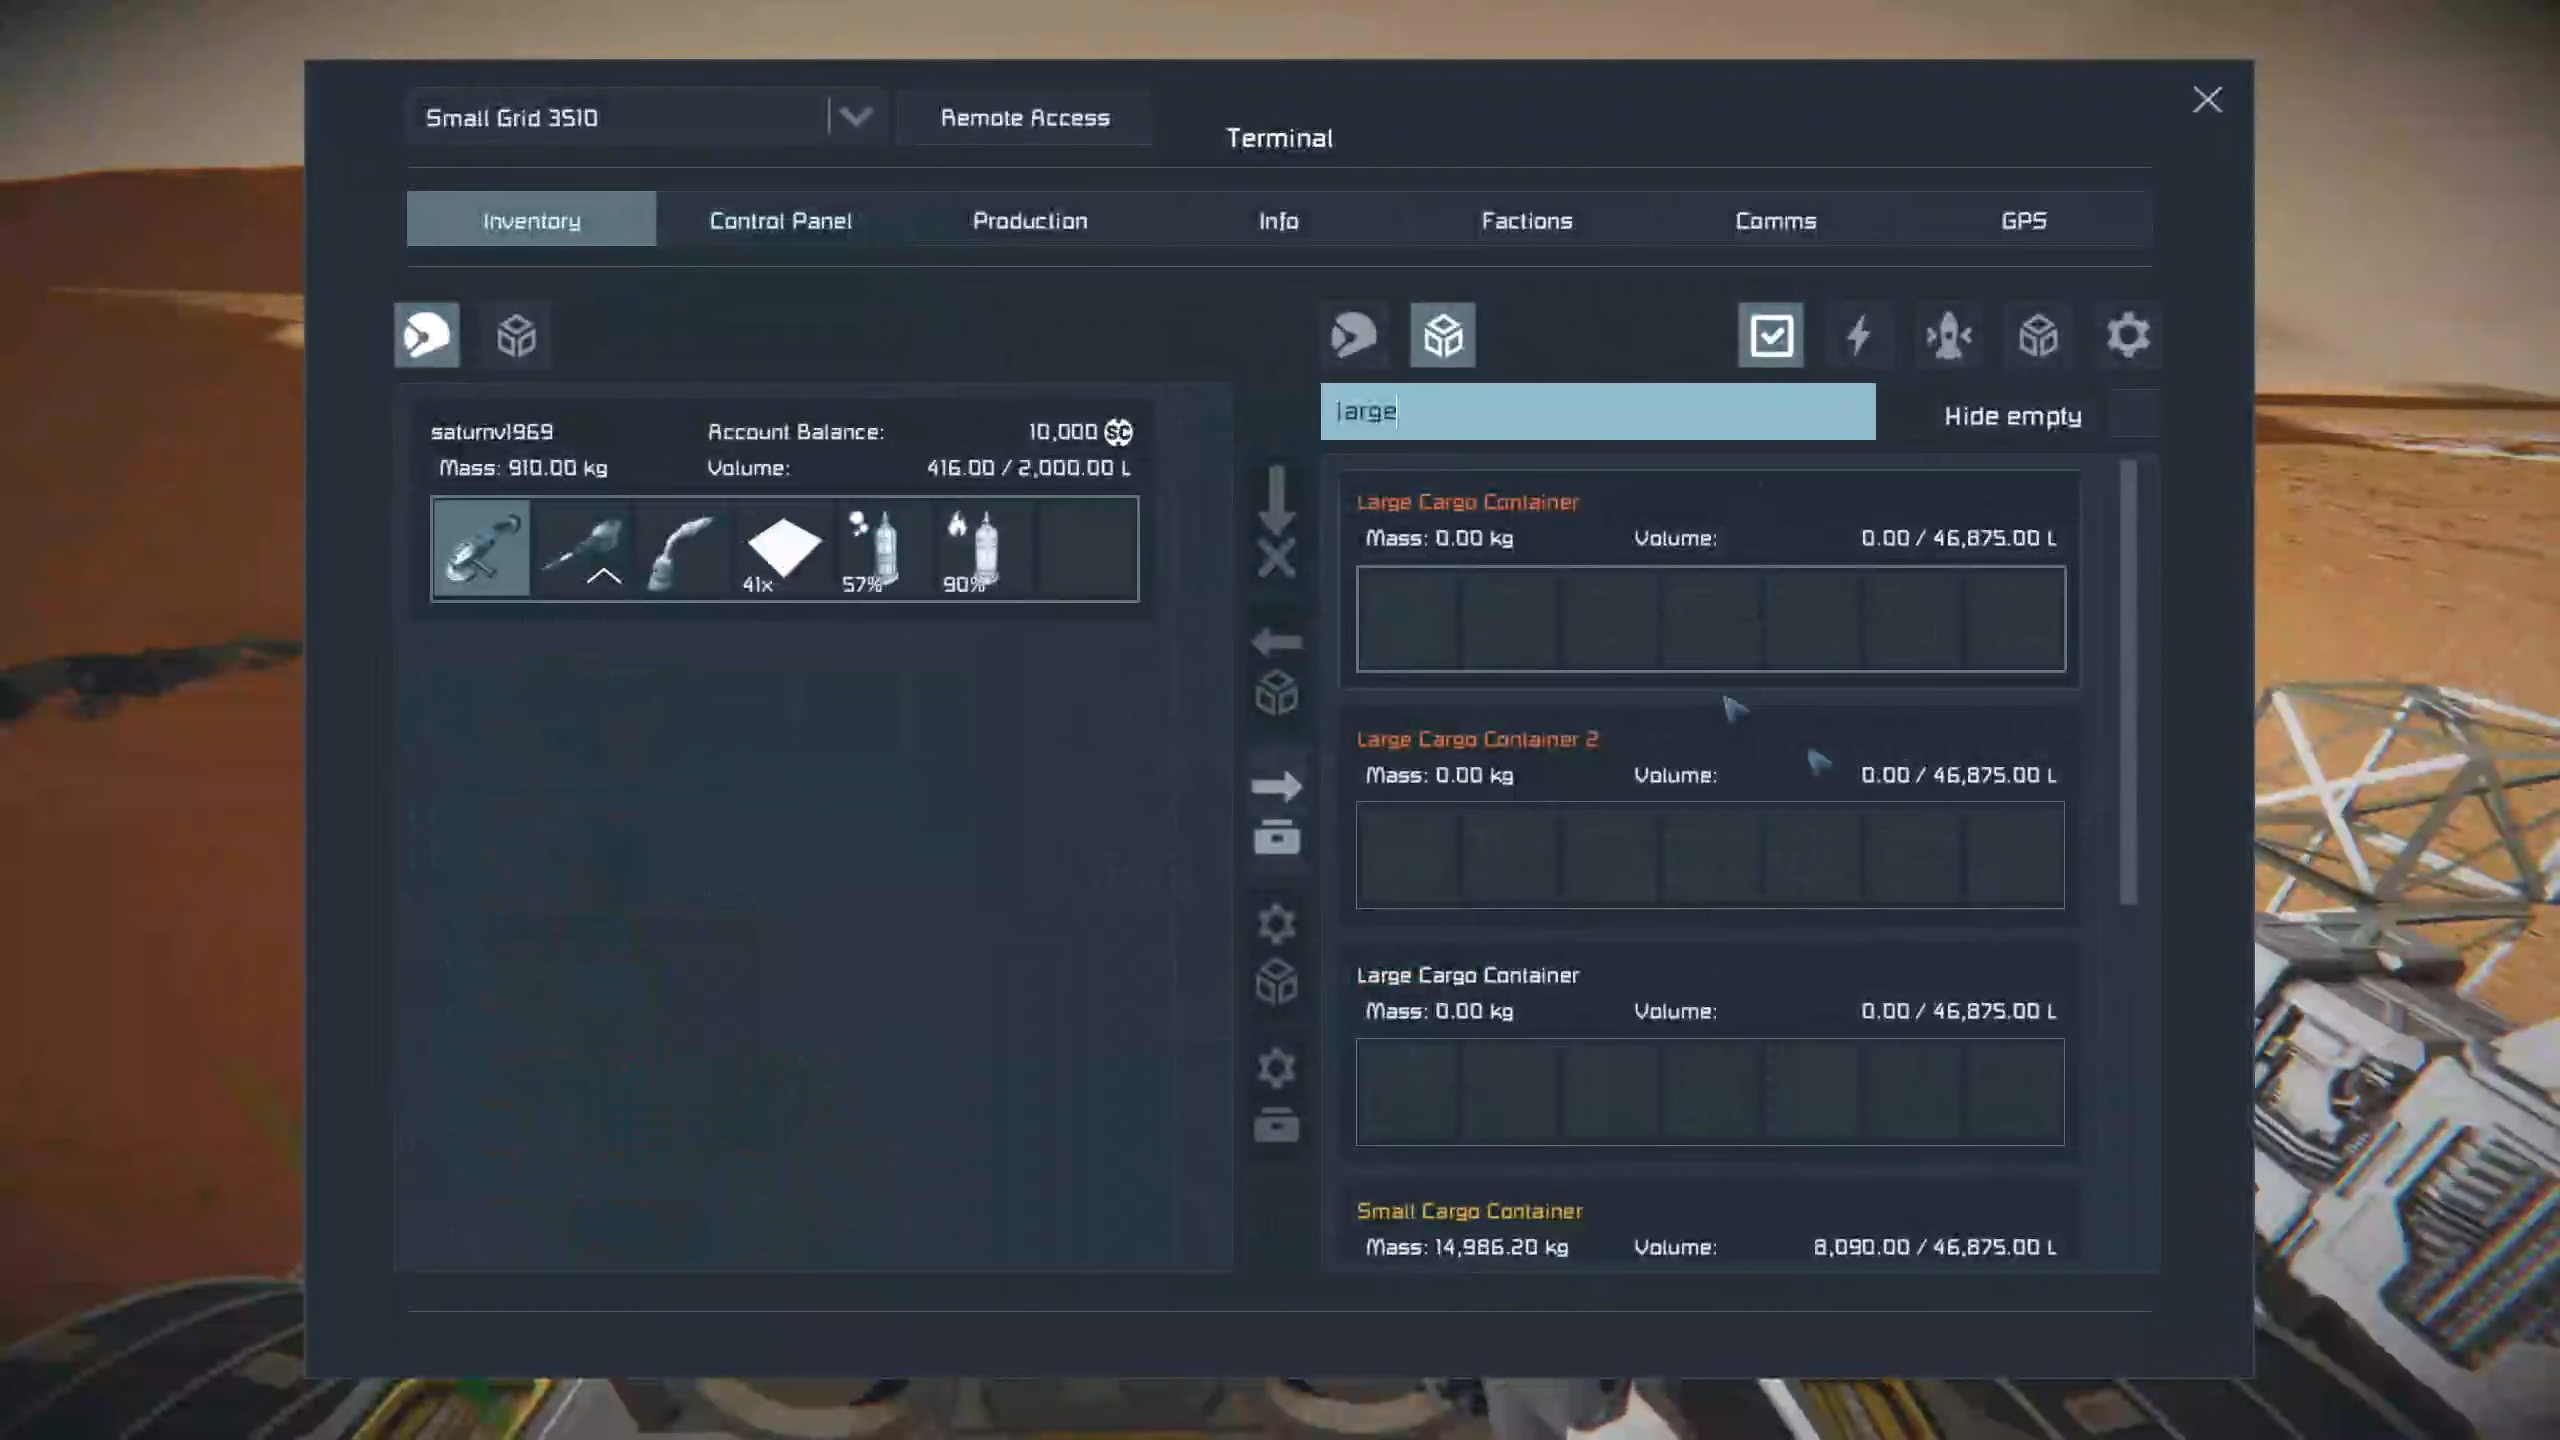 Small Grid 3510
Remote Access
Terminal
Inventory
Control Panel
Production
Info
Factions
Comms
GPS
large
Hide empty
saturnv1969
Account Balance:
10,000 SC
Mass: 910.00 kg
Volume:
416.00 / 2,000.00 L
41x
57%
90%
Large Cargo Container
Mass: 0.00 kg
Volume:
0.00 / 46,875.00 L
Large Cargo Container 2
Mass: 0.00 kg
Volume:
0.00 / 46,875.00 L
Large Cargo Container
Mass: 0.00 kg
Volume:
0.00 / 46,875.00 L
Small Cargo Container
Mass: 14,986.20 kg
Volume:
8,090.00 / 46,875.00 L